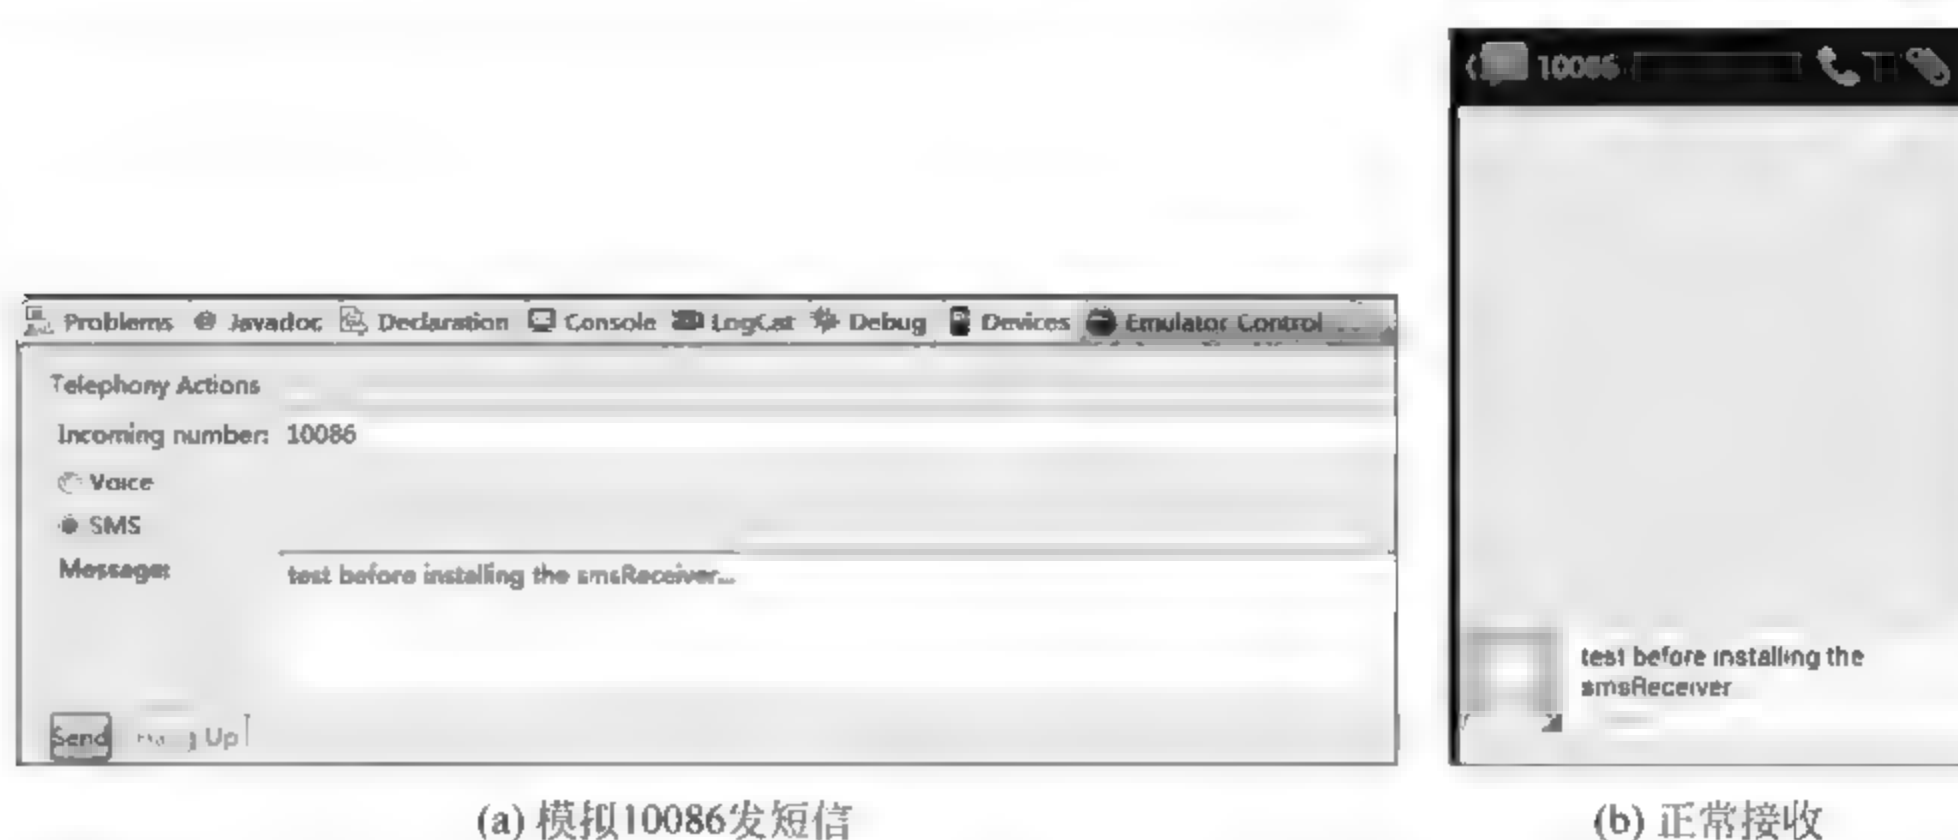 Problems @ Javadoc Declaration Console LogCat Debug Devices Emulator Control
Telephony Actions
Incoming number: 10086
Voice
SMS
Message: test before installing the smsReceiver...
Send Up
(a) 模拟10086发短信
10086
test before installing the
smsReceiver
(b) 正常接收